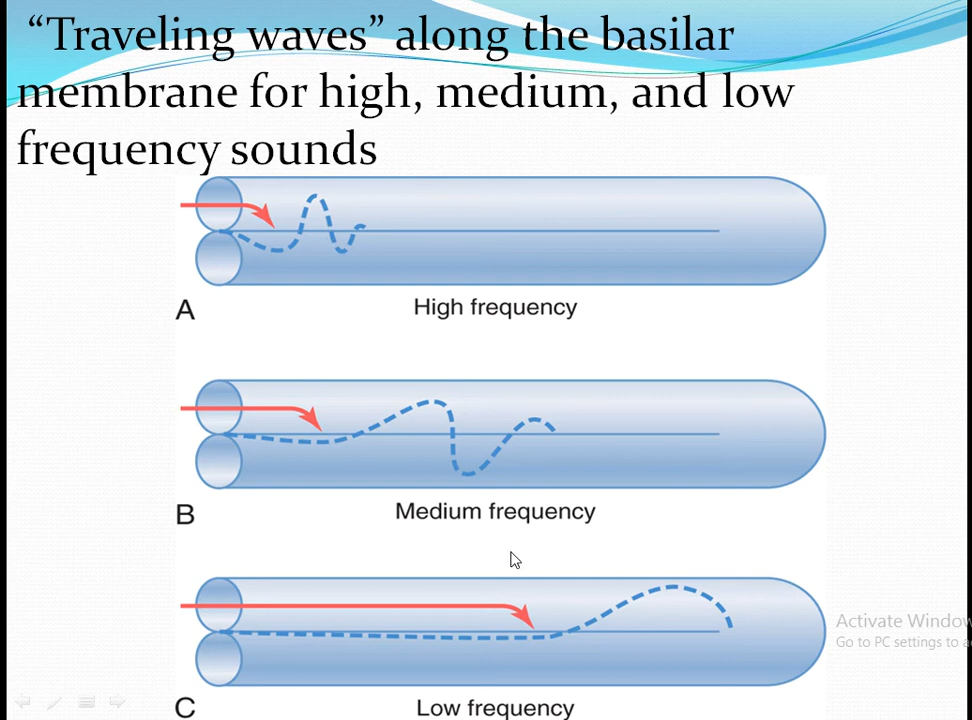 “Traveling waves” along the basilar
membrane for high, medium, and low
frequency sounds
A
High frequency
B
Medium frequency
C
Low frequency
Activate Window
Go to PC settings to a